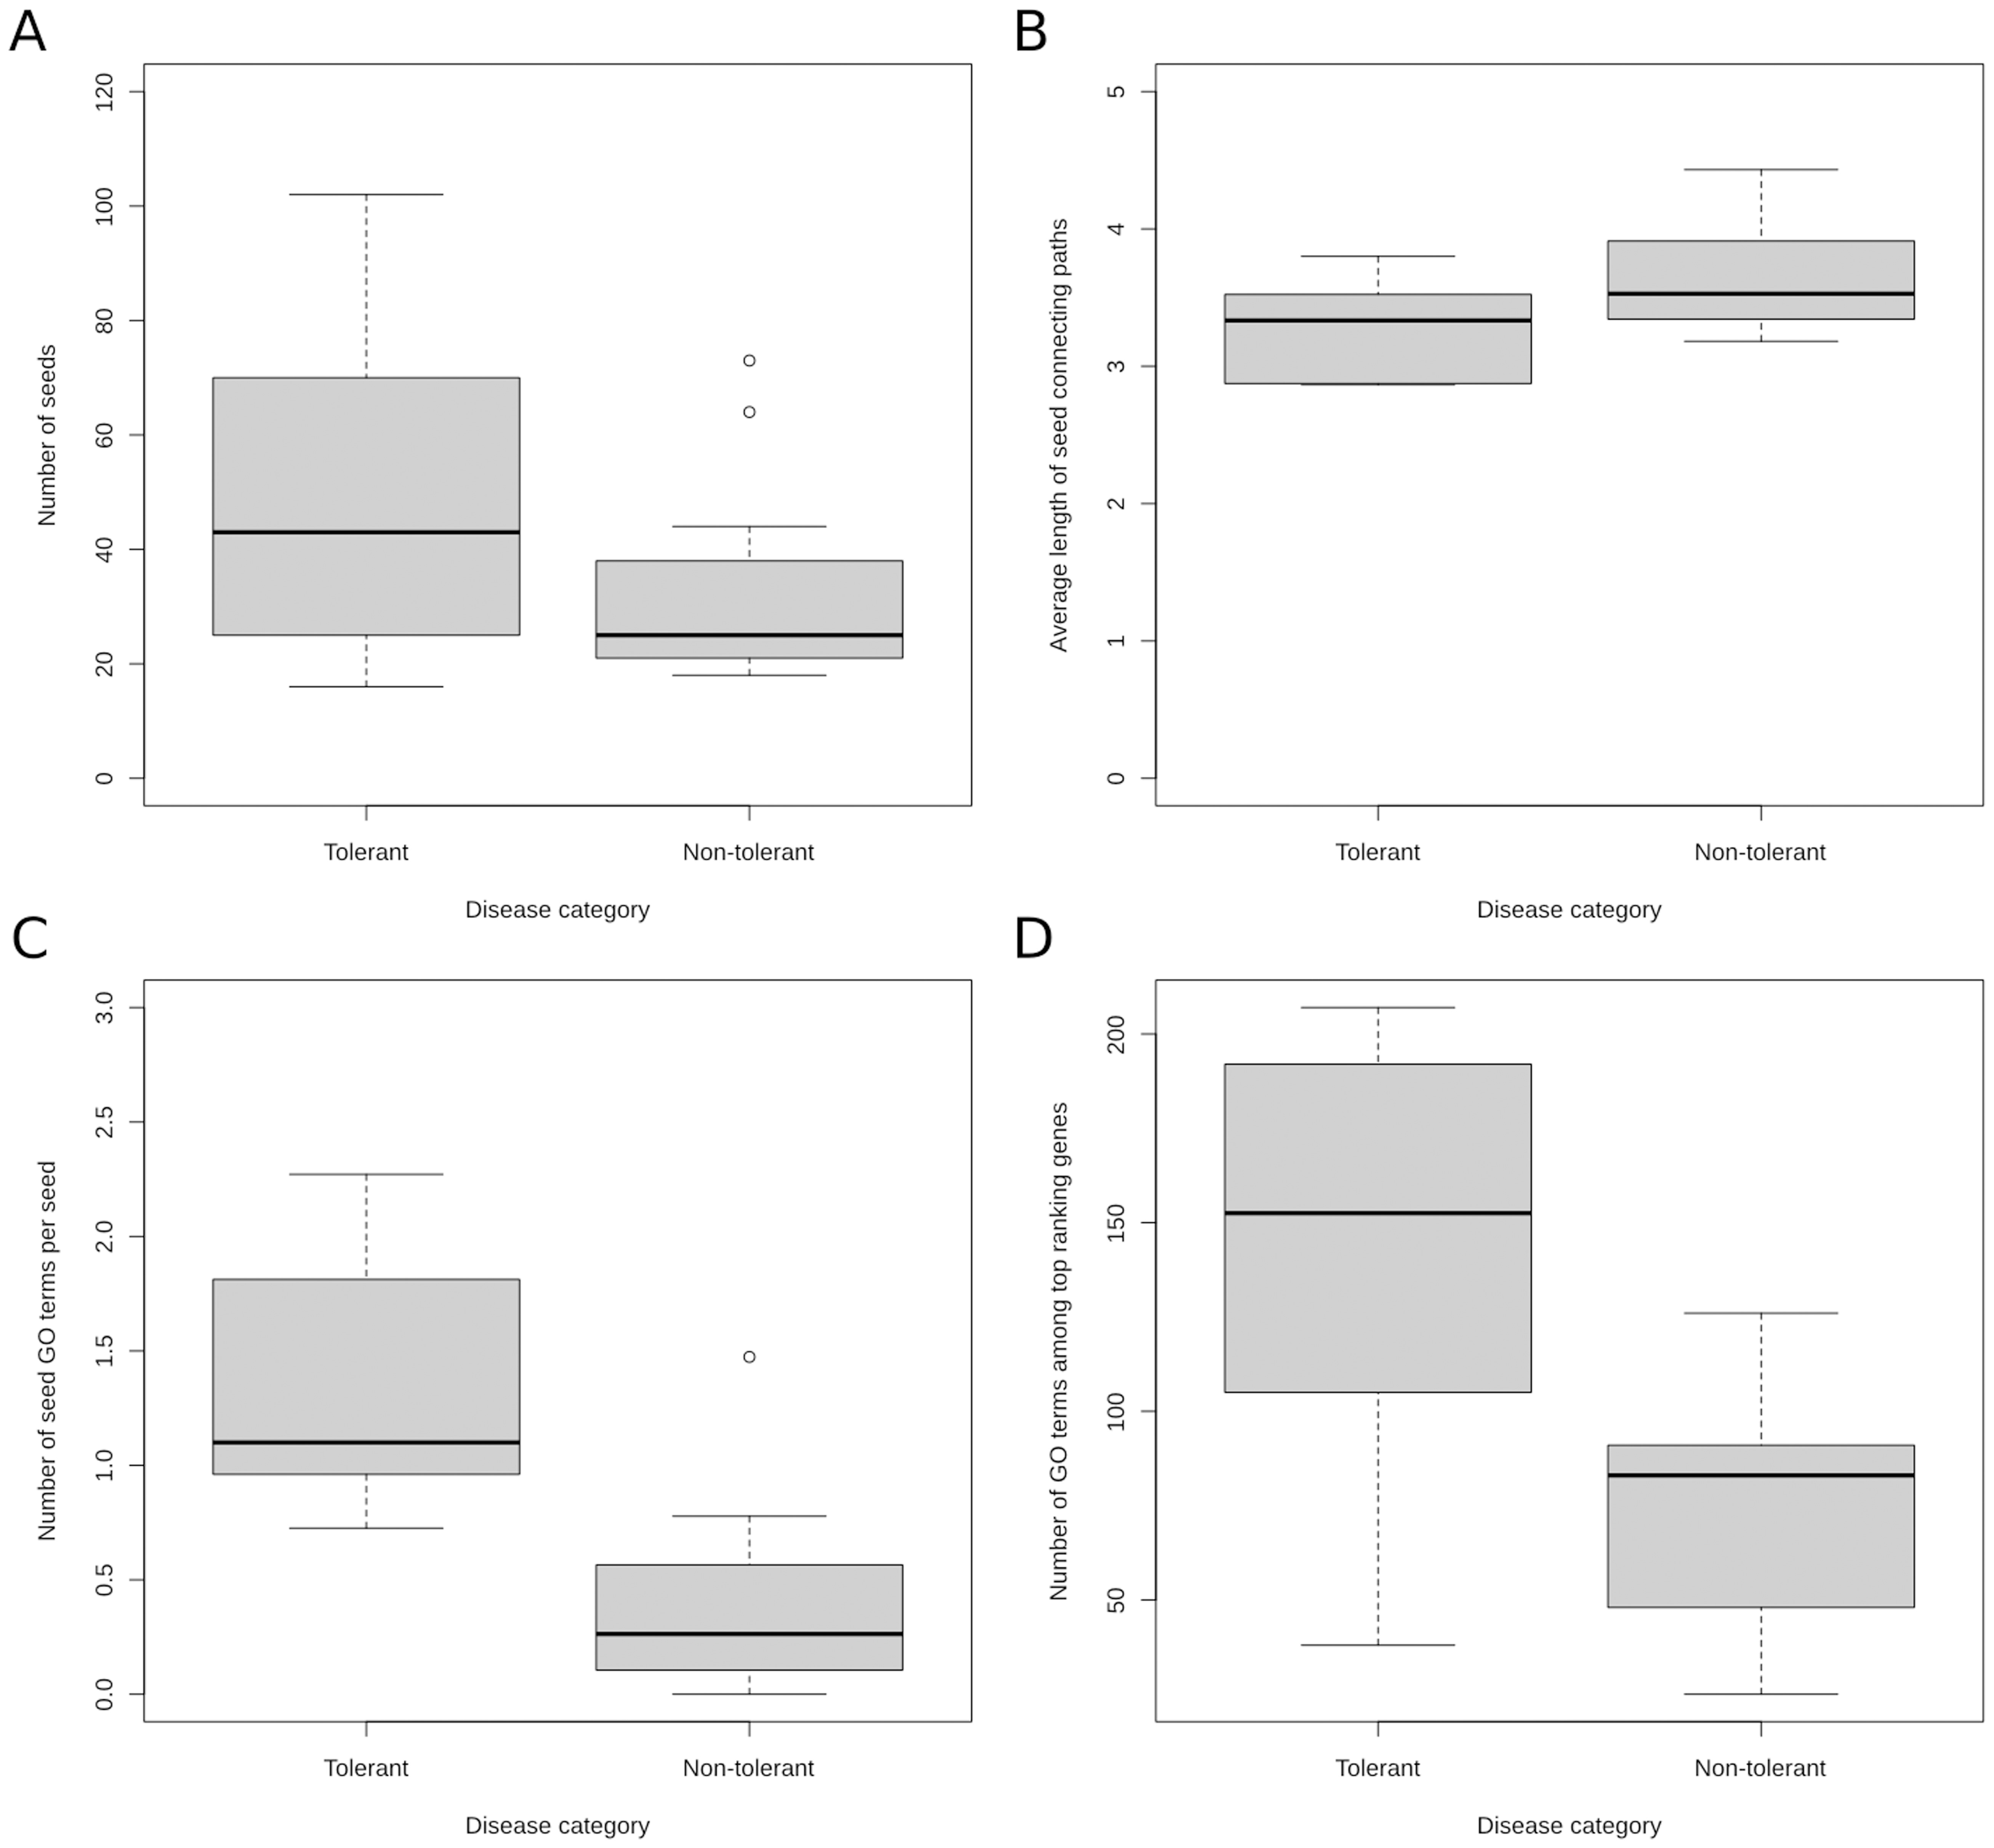 A
Number of seeds
120
100
80
60
40
20
0
Tolerant Non-tolerant
Disease category
B
Average length of seed connecting paths
5
4
3
2
1
0
Tolerant Non-tolerant
Disease category
C
Number of seed GO terms per seed
3.0
2.5
2.0
1.5
1.0
0.5
0.0
Tolerant Non-tolerant
Disease category
D
Number of GO terms among top ranking genes
200
150
100
50
Tolerant Non-tolerant
Disease category